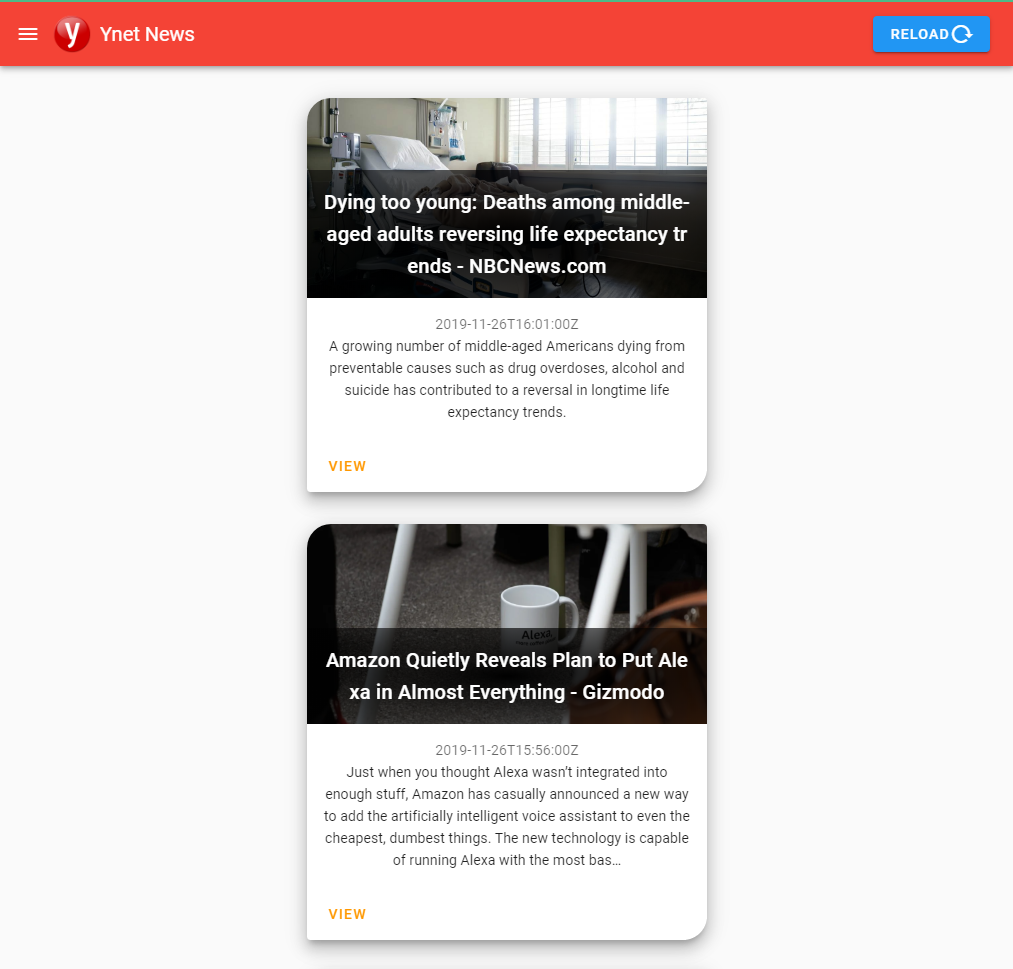 y Ynet News
RELOAD
Dying too young: Deaths among middle-
aged adults reversing life expectancy tr
ends - NBCNews.com
2019-11-26T16:01:00Z
A growing number of middle-aged Americans dying from
preventable causes such as drug overdoses, alcohol and
suicide has contributed to a reversal in longtime life
expectancy trends.
VIEW
Alexa
Amazon Quietly Reveals Plan to Put Ale
xa in Almost Everything - Gizmodo
2019-11-26T15:56:00Z
Just when you thought Alexa wasn’t integrated into
enough stuff, Amazon has casually announced a new way
to add the artificially intelligent voice assistant to even the
cheapest, dumbest things. The new technology is capable
of running Alexa with the most bas…
VIEW